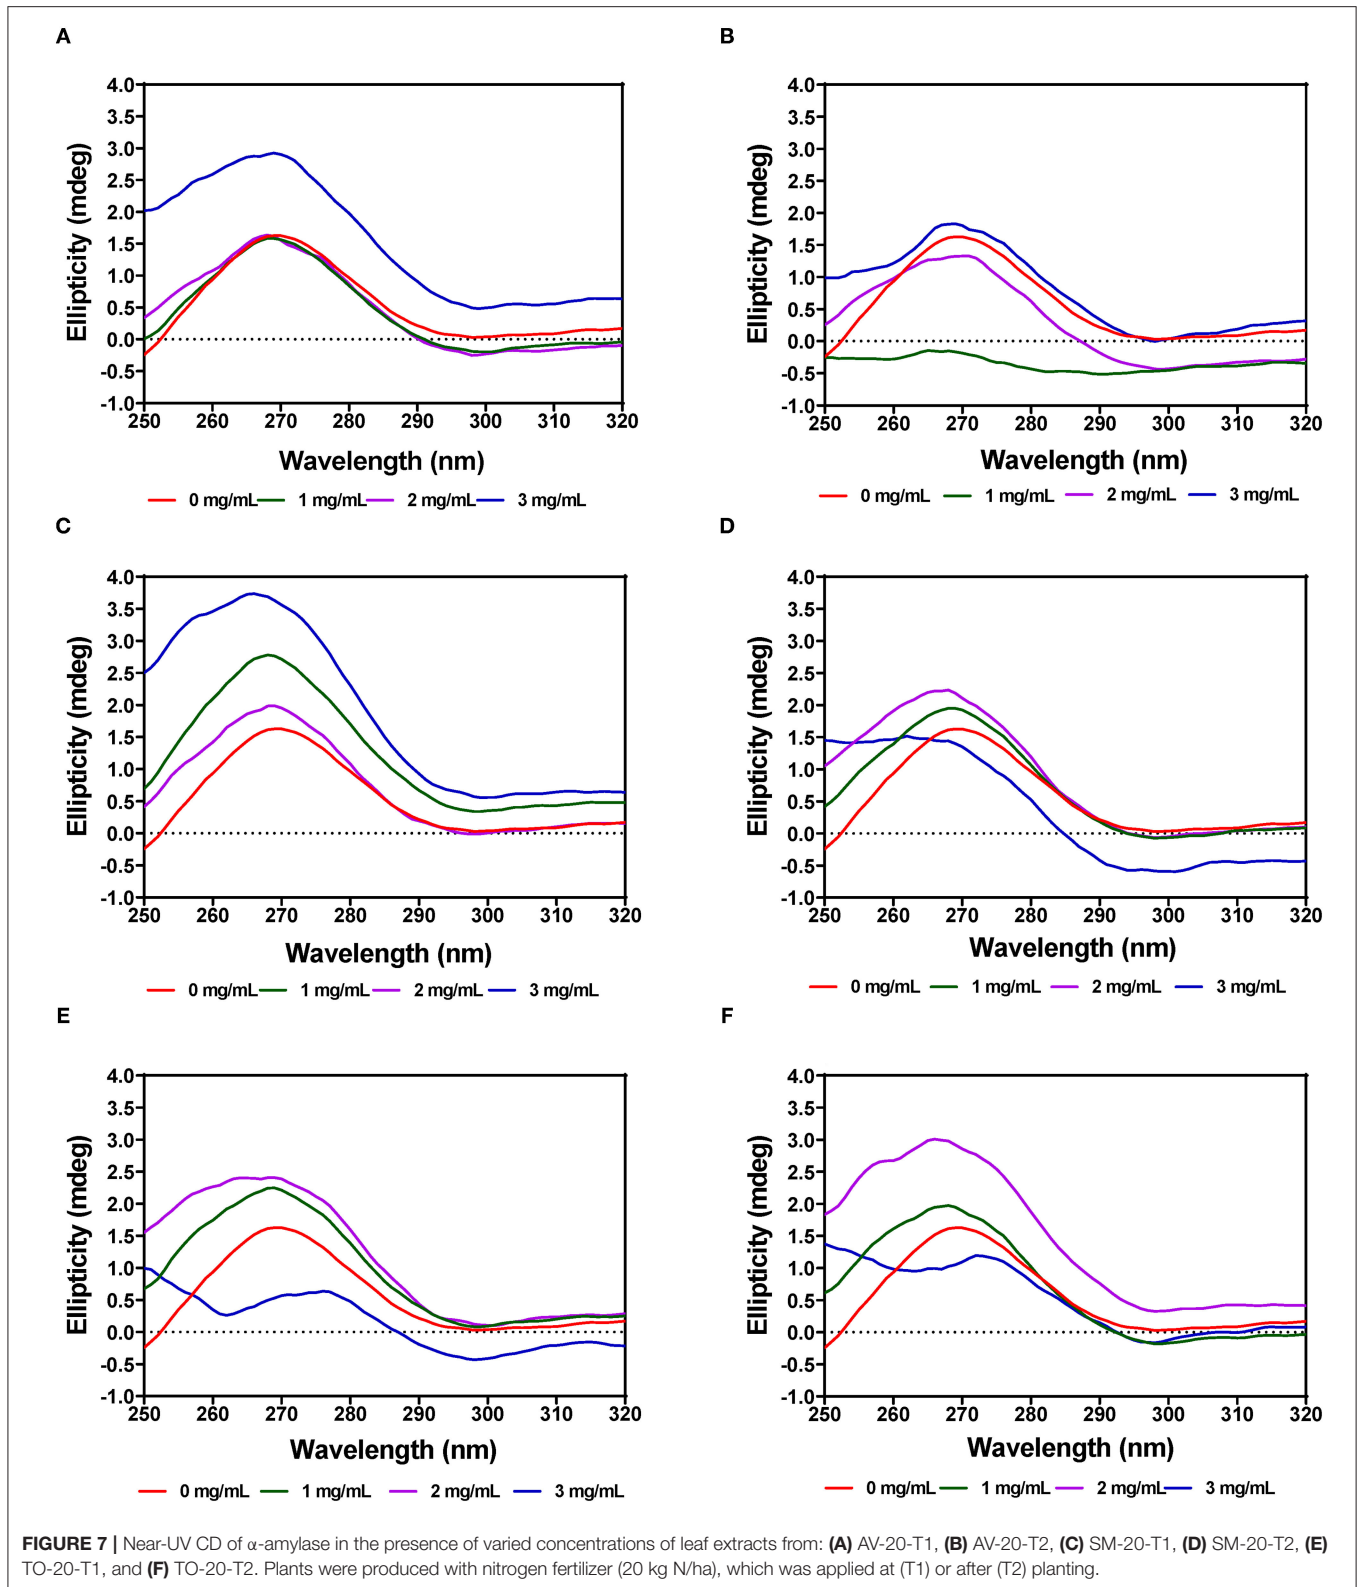 A
B
4.0
3.5
3.0
2.5
2.0
1.5
1.0
0.5
0.0
-0.5
-1.0
Ellipticity (mdeg)
250 260 270 280 290 300 310 320
Wavelength (nm)
0 mg/mL 1 mg/mL 2 mg/mL 3 mg/mL
4.0
3.5
3.0
2.5
2.0
1.5
1.0
0.5
0.0
-0.5
-1.0
Ellipticity (mdeg)
250 260 270 280 290 300 310 320
Wavelength (nm)
0 mg/mL 1 mg/mL 2 mg/mL 3 mg/mL
C
D
4.0
3.5
3.0
2.5
2.0
1.5
1.0
0.5
0.0
-0.5
-1.0
Ellipticity (mdeg)
250 260 270 280 290 300 310 320
Wavelength (nm)
0 mg/mL 1 mg/mL 2 mg/mL 3 mg/mL
4.0
3.5
3.0
2.5
2.0
1.5
1.0
0.5
0.0
-0.5
-1.0
Ellipticity (mdeg)
250 260 270 280 290 300 310 320
Wavelength (nm)
0 mg/mL 1 mg/mL 2 mg/mL 3 mg/mL
E
F
4.0
3.5
3.0
2.5
2.0
1.5
1.0
0.5
0.0
-0.5
-1.0
Ellipticity (mdeg)
250 260 270 280 290 300 310 320
Wavelength (nm)
0 mg/mL 1 mg/mL 2 mg/mL 3 mg/mL
4.0
3.5
3.0
2.5
2.0
1.5
1.0
0.5
0.0
-0.5
-1.0
Ellipticity (mdeg)
250 260 270 280 290 300 310 320
Wavelength (nm)
0 mg/mL 1 mg/mL 2 mg/mL 3 mg/mL
FIGURE 7 | Near-UV CD of α-amylase in the presence of varied concentrations of leaf extracts from: (A) AV-20-T1, (B) AV-20-T2, (C) SM-20-T1, (D) SM-20-T2, (E)
TO-20-T1, and (F) TO-20-T2. Plants were produced with nitrogen fertilizer (20 kg N/ha), which was applied at (T1) or after (T2) planting.